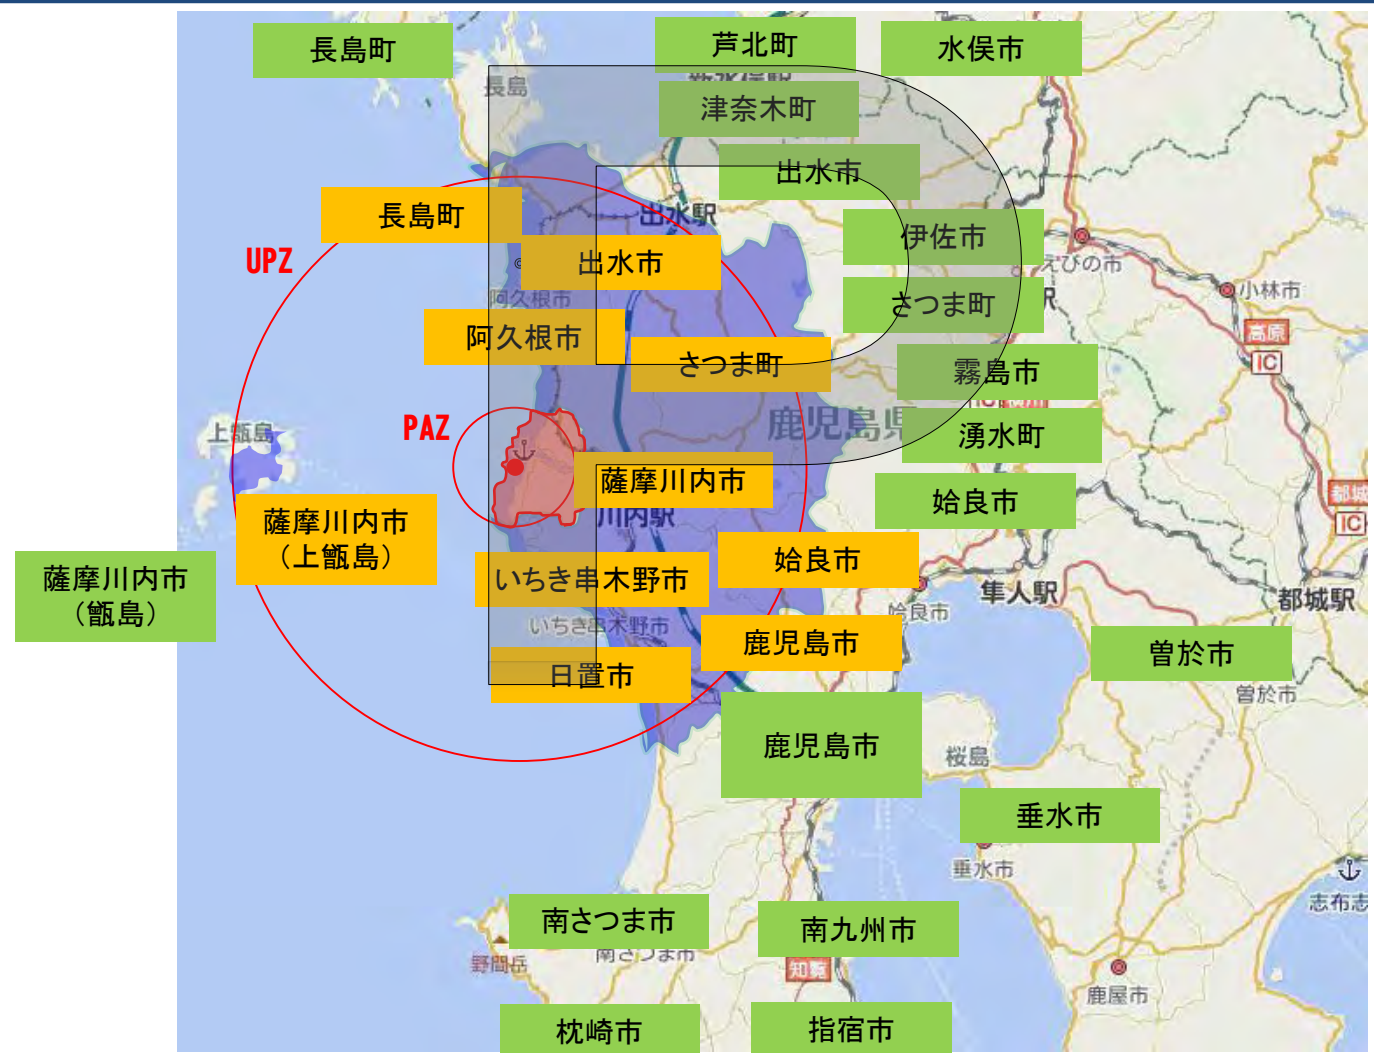 長島町
芦北町
水俣市
長島
新水俣駅
津奈木町
出水市
長島町
出水駅
伊佐市
UPZ
出水市
えびの市
阿久根市
さつま町
小林市
阿久根市
さつま町
高原
IC
霧島市
PAZ
鹿児島県
湧水町
上甑島
薩摩川内市
姶良市
都城
IC
薩摩川内市
（上甑島）
川内駅
薩摩川内市
（甑島）
いちき串木野市
姶良市
隼人駅
都城駅
姶良市
いちき串木野市
鹿児島市
曽於市
日置市
曽於市
鹿児島市
桜島
垂水市
垂水市
志布志
南さつま市
南九州市
南さつま市
野間岳
知覧
鹿屋市
枕崎市
指宿市